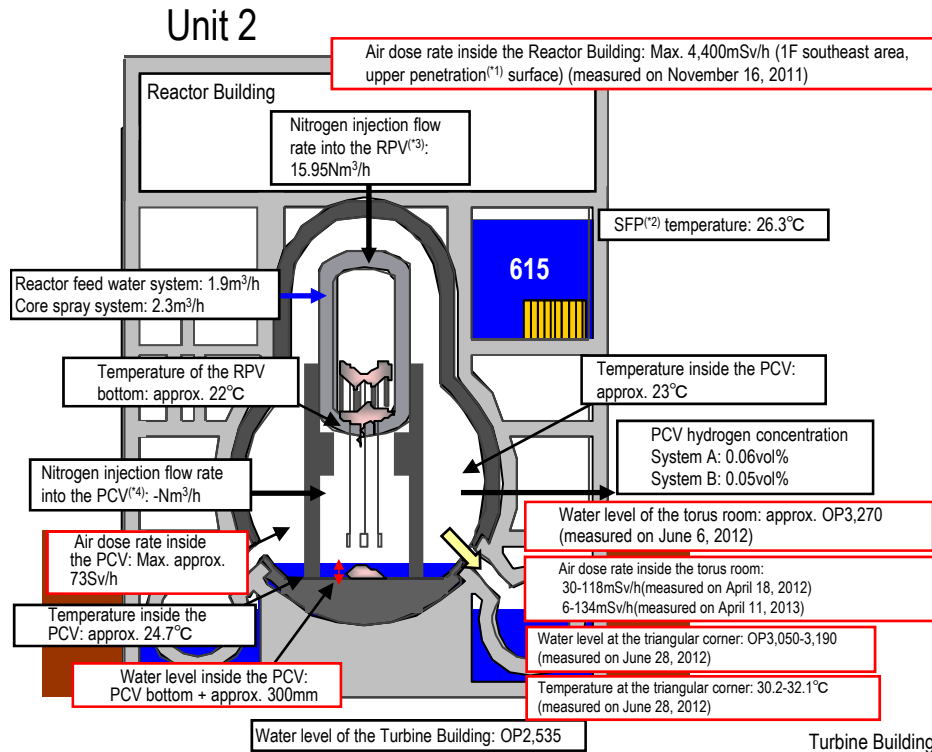 Unit 2
Air dose rate inside the Reactor Building: Max. 4,400mSv/h (1F southeast area,
upper penetration(*1) surface) (measured on November 16, 2011)
Reactor Building
Nitrogen injection flow
rate into the RPV(*3):
15.95Nm3/h
SFP(*2) temperature: 26.3℃
615
Reactor feed water system: 1.9m3/h
Core spray system: 2.3m3/h
Temperature of the RPV
bottom: approx. 22℃
Temperature inside the PCV:
approx. 23℃
PCV hydrogen concentration
System A: 0.06vol%
System B: 0.05vol%
Nitrogen injection flow rate
into the PCV(*4): -Nm3/h
Water level of the torus room: approx. OP3,270
(measured on June 6, 2012)
Air dose rate inside
the PCV: Max. approx.
73Sv/h
Air dose rate inside the torus room:
30-118mSv/h(measured on April 18, 2012)
6-134mSv/h(measured on April 11, 2013)
Temperature inside the
PCV: approx. 24.7℃
Water level at the triangular corner: OP3,050-3,190
(measured on June 28, 2012)
Water level inside the PCV:
PCV bottom + approx. 300mm
Temperature at the triangular corner: 30.2-32.1℃
(measured on June 28, 2012)
Water level of the Turbine Building: OP2,535
Turbine Building